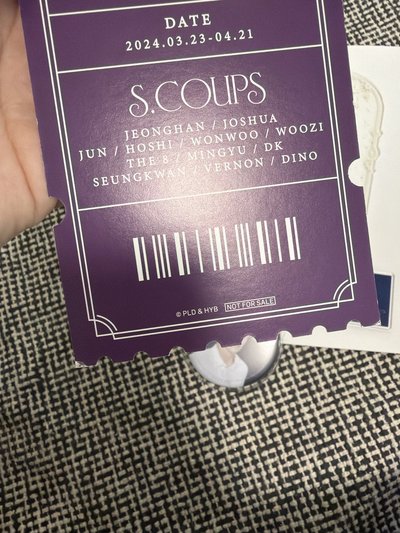 DATE
2024.03.23-04.21
S.COUPS
JEONGHAN / JOSHUA
JUN / HOSHI / WONWOO / WOOZI
THE 8 / MINGYU / DK
SEUNGKWAN / VERNON / DINO
© PLD & HYB NOT FOR SALE